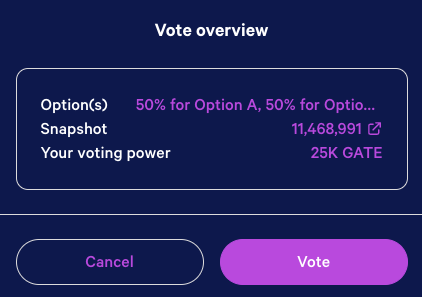 Vote overview
Option(s) 50% for Option A, 50% for Optio...
Snapshot 11,468,991
Your voting power 25K GATE
Cancel Vote